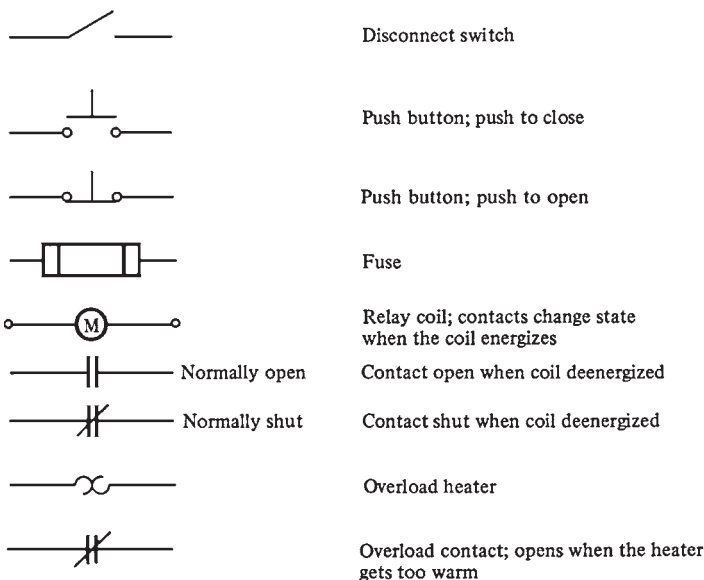 Disconnect switch
Push button; push to close
Push button; push to open
Fuse
M
Relay coil; contacts change state
when the coil energizes
Normally open
Contact open when coil deenergized
Normally shut
Contact shut when coil deenergized
Overload heater
Overload contact; opens when the heater
gets too warm